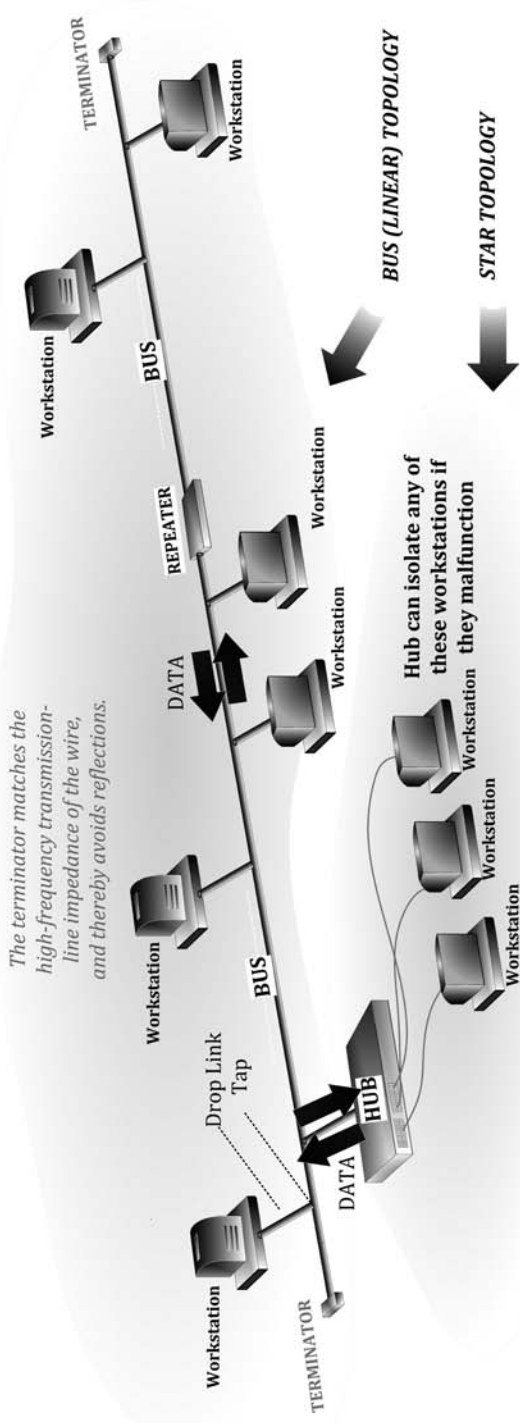 The terminator matches the
high-frequency transmission-
line impedance of the wire,
and thereby avoids reflections.
TERMINATOR
Workstation
Workstation
BUS
REPEATER
DATA
Workstation
Workstation
Workstation
BUS
Drop Link
Tap
Workstation
TERMINATOR
DATA
HUB
Workstation
Workstation
Workstation
Hub can isolate any of
these workstations if
they malfunction
BUS (LINEAR) TOPOLOGY
STAR TOPOLOGY